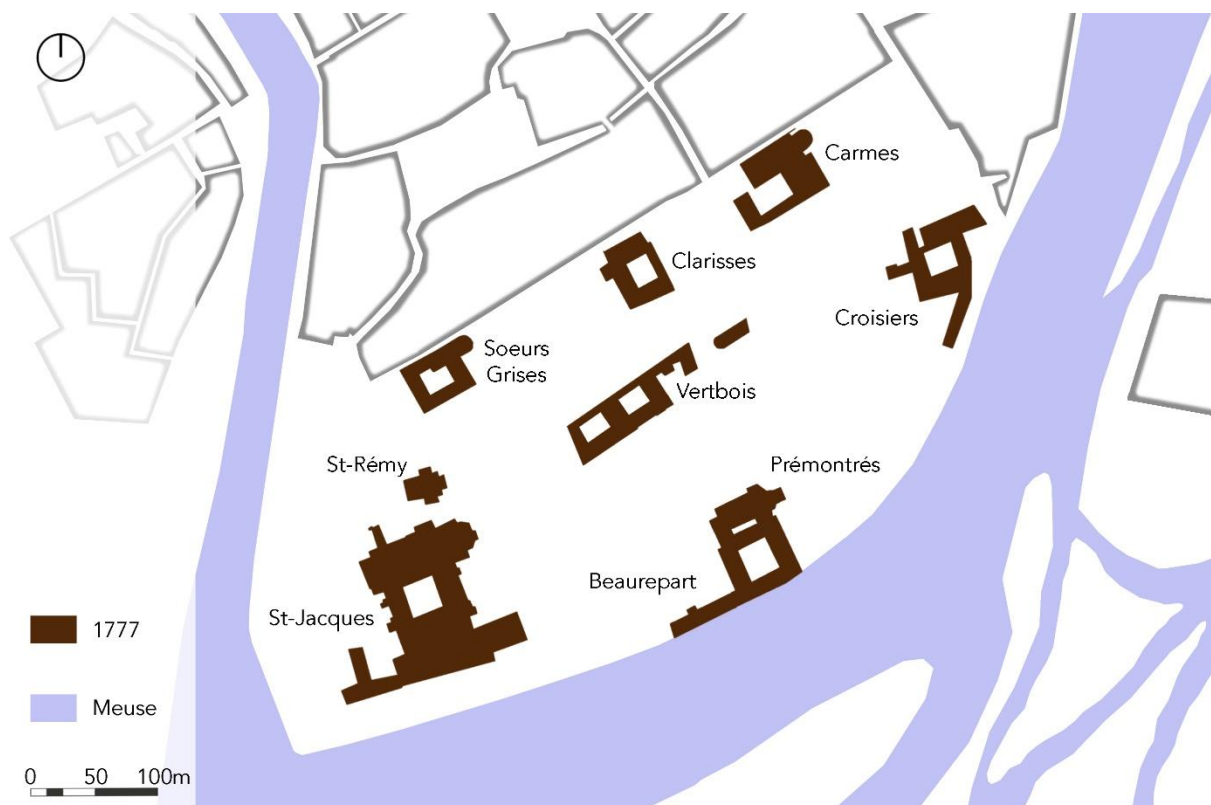 Carmes
Clarisses
Croisiers
Soeurs
Grises
Vertbois
St-Rémy
Prémontrés
Beaurepart
St-Jacques
1777
Meuse
0 50 100m